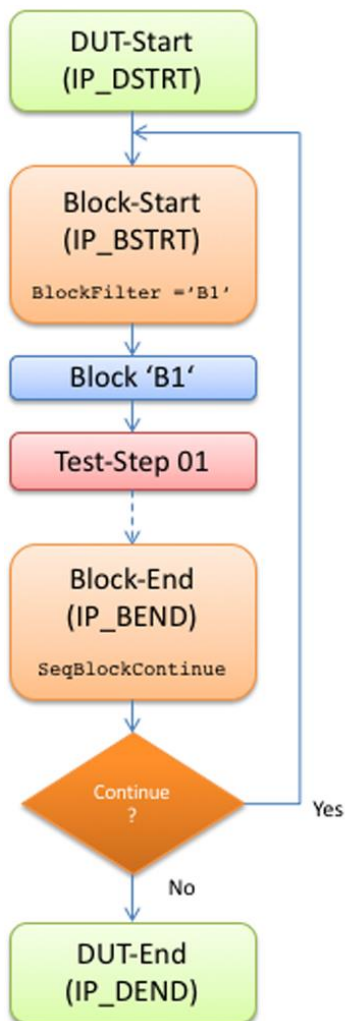 DUT-Start
(IP_DSTRT)
Block-Start
(IP_BSTRT)
BlockFilter ='B1'
Block ‘B1‘
Test-Step 01
Block-End
(IP_BEND)
SeqBlockContinue
Continue
?
Yes
No
DUT-End
(IP_DEND)